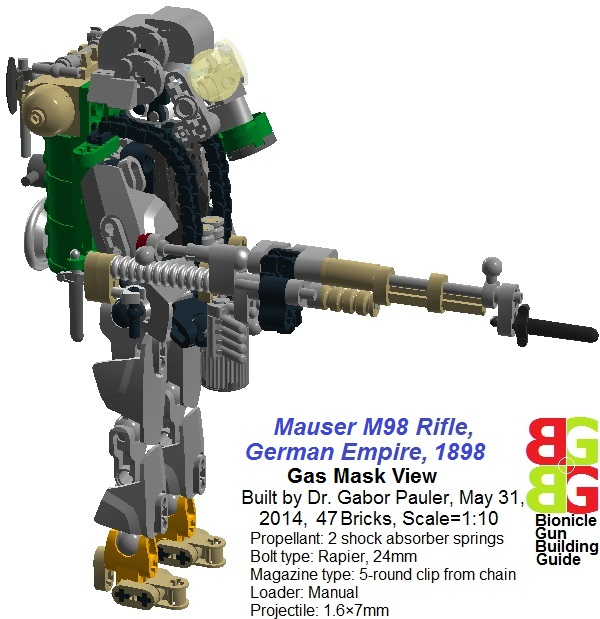 Mauser M98 Rifle,
German Empire, 1898
Gas Mask View
Built by Dr. Gabor Pauler, May 31,
2014, 47 Bricks, Scale=1:10
Propellant: 2 shock absorber springs
Bolt type: Rapier, 24mm
Magazine type: 5-round clip from chain
Loader: Manual
Projectile: 1.6×7mm
BG
BG
Bionicle
Gun
Building
Guide